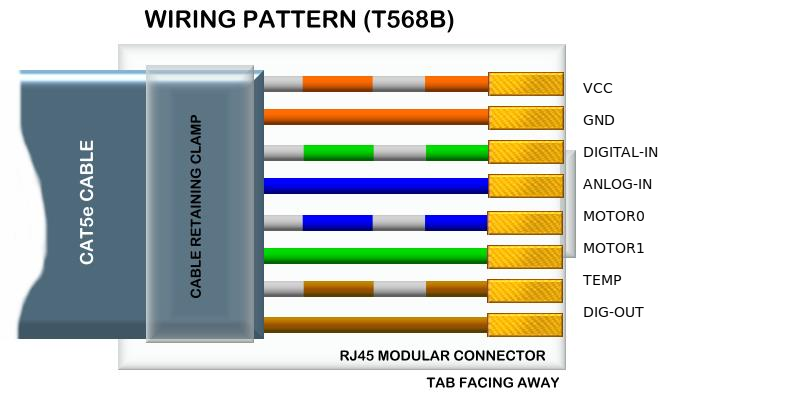 WIRING PATTERN (T568B)
CAT5e CABLE
CABLE RETAINING CLAMP
VCC
GND
DIGITAL-IN
ANLOG-IN
MOTOR0
MOTOR1
TEMP
DIG-OUT
RJ45 MODULAR CONNECTOR
TAB FACING AWAY